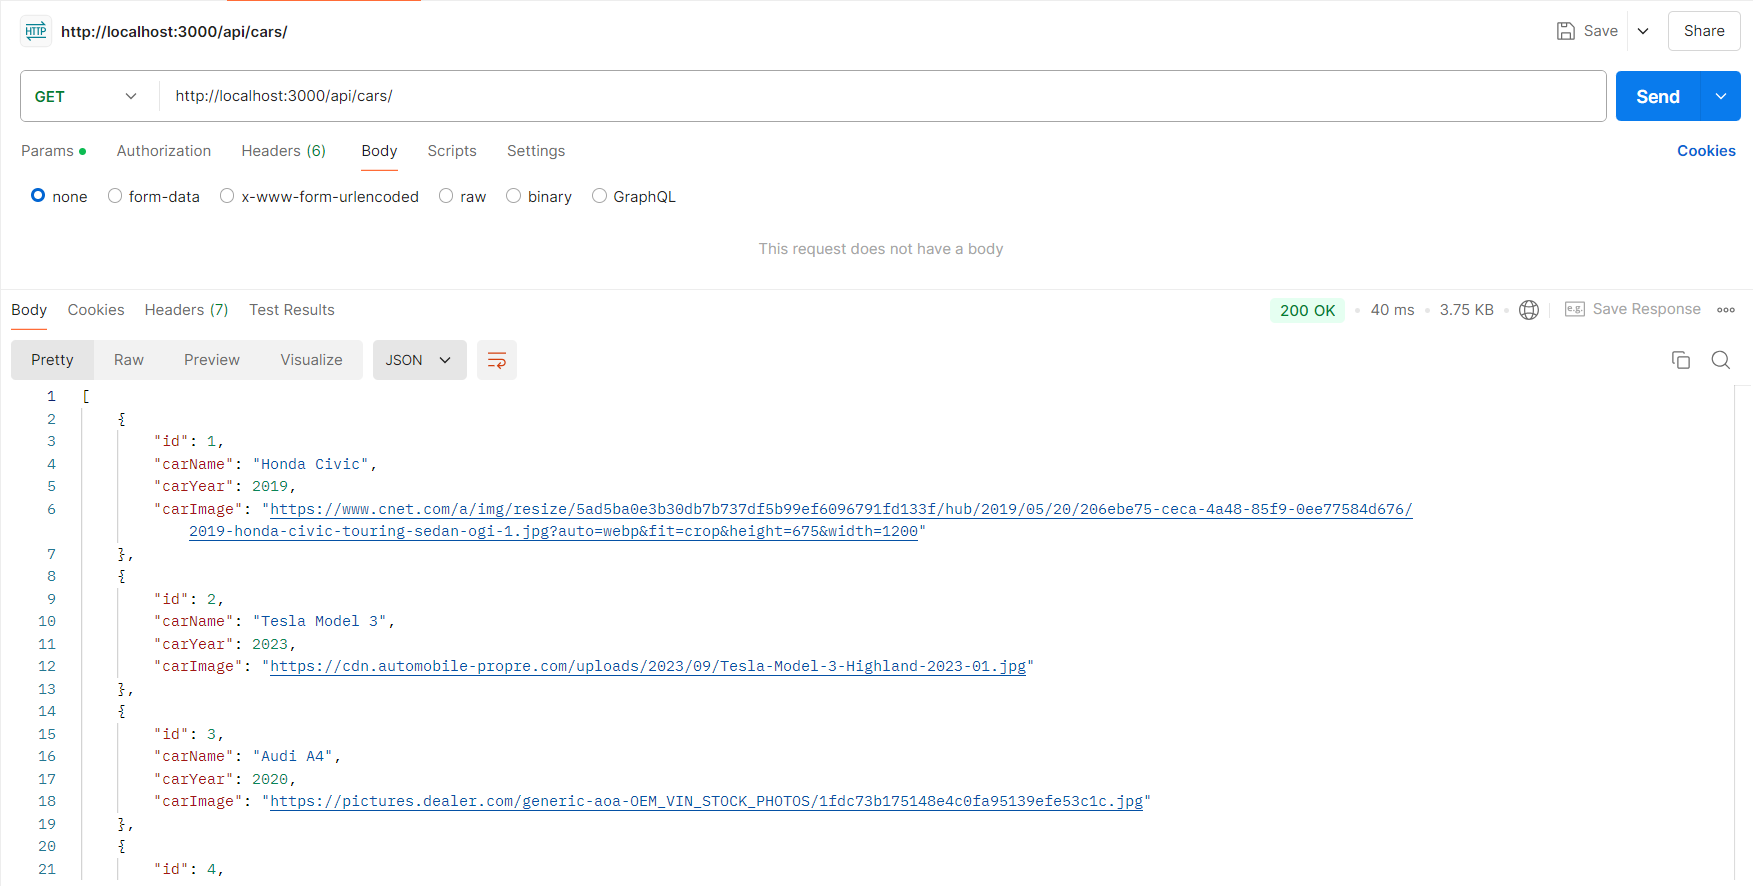 HTTP http://localhost:3000/api/cars/ Save Share
GET http://localhost:3000/api/cars/ Send
Params Authorization Headers (6) Body Scripts Settings Cookies
none form-data x-www-form-urlencoded raw binary GraphQL
This request does not have a body
Body Cookies Headers (7) Test Results 200 OK 40 ms 3.75 KB e.g. Save Response
Pretty Raw Preview Visualize JSON
1 [
2 {
3 "id": 1,
4 "carName": "Honda Civic",
5 "carYear": 2019,
6 "carImage": "https://www.cnet.com/a/img/resize/5ad5ba0e3b30db7b737df5b99ef6096791fd133f/hub/2019/05/20/206ebe75-ceca-4a48-85f9-0ee77584d676/
2019-honda-civic-touring-sedan-ogi-1.jpg?auto=webp&fit=crop&height=675&width=1200"
7 },
8 {
9 "id": 2,
10 "carName": "Tesla Model 3",
11 "carYear": 2023,
12 "carImage": "https://cdn.automobile-propre.com/uploads/2023/09/Tesla-Model-3-Highland-2023-01.jpg"
13 },
14 {
15 "id": 3,
16 "carName": "Audi A4",
17 "carYear": 2020,
18 "carImage": "https://pictures.dealer.com/generic-aoa-OEM_VIN_STOCK_PHOTOS/1fdc73b175148e4c0fa95139efe53c1c.jpg"
19 },
20 {
21 "id": 4,